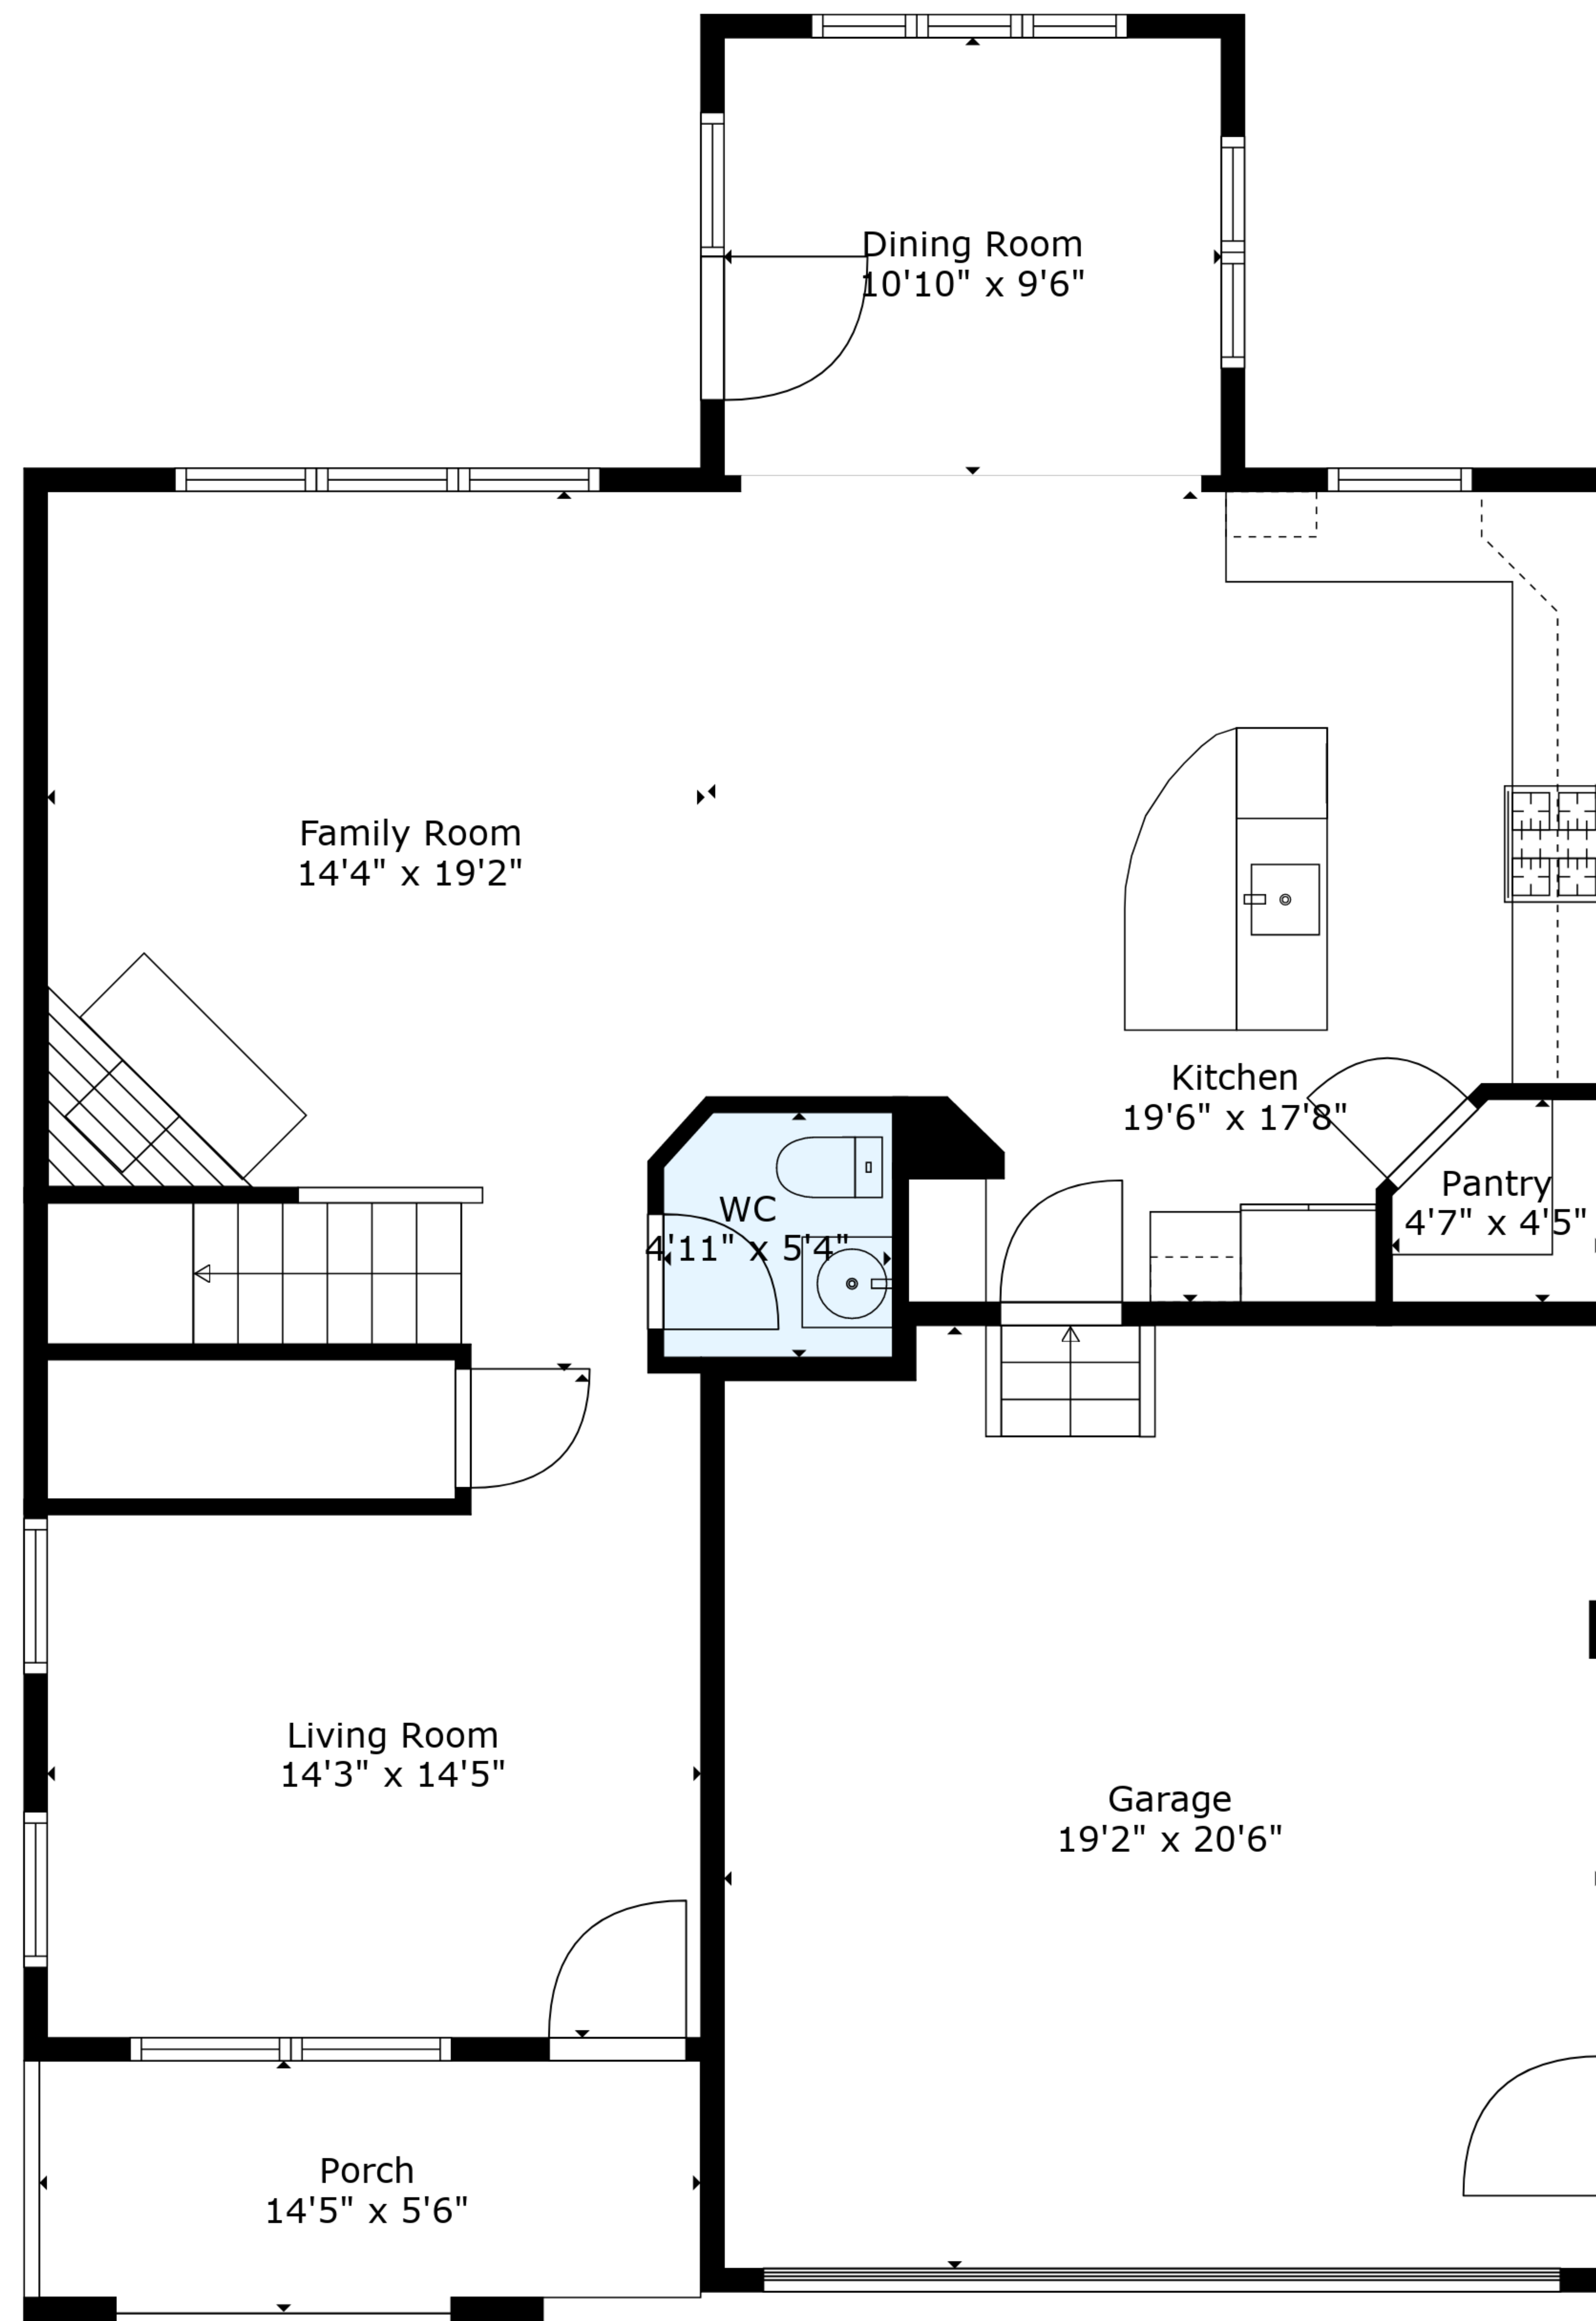 Dining Room
10'10" x 9'6"
Family Room
14'4" x 19'2"
Kitchen
19'6" x 17'8"
Pantry
4'7" x 4'5"
WC
4'11" x 5'4"
Living Room
14'3" x 14'5"
Garage
19'2" x 20'6"
Porch
14'5" x 5'6"